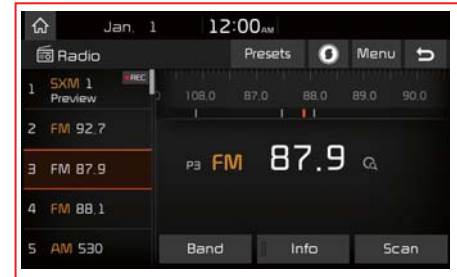 Jan. 1 12:00 AM
Radio Presets Menu
1 SXM 1 REC
Preview
108.0 87.0 88.0 89.0 90.0
2 FM 92.7
3 FM 87.9
P3 FM 87.9
4 FM 88.1
5 AM 530
Band Info Scan